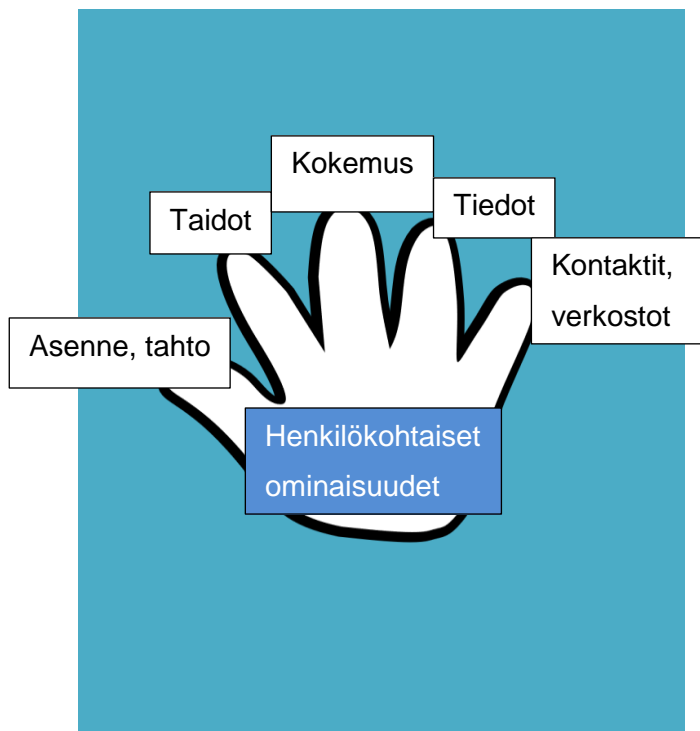 Kokemus
Taidot
Tiedot
Kontaktit,
verkostot
Asenne, tahto
Henkilökohtaiset
ominaisuudet